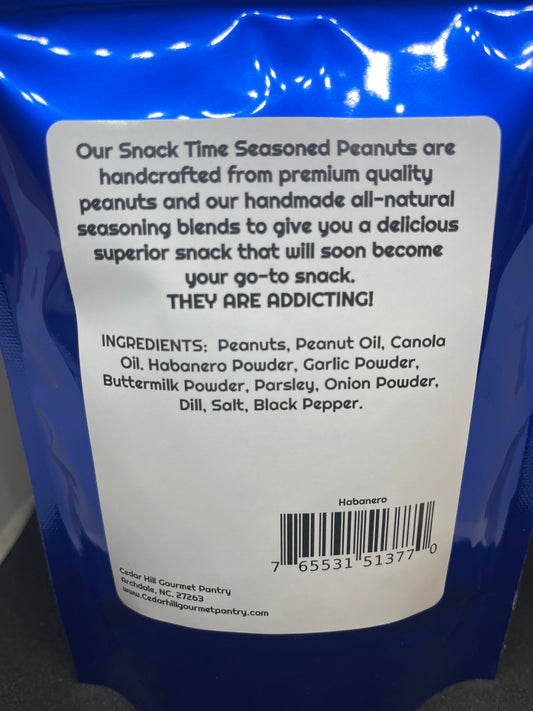 Our Snack Time Seasoned Peanuts are
handcrafted from premium quality
peanuts and our handmade all-natural
seasoning blends to give you a delicious
superior snack that will soon become
your go-to snack.
THEY ARE ADDICTING!
INGREDIENTS: Peanuts, Peanut Oil, Canola
Oil. Habanero Powder, Garlic Powder,
Buttermilk Powder, Parsley, Onion Powder,
Dill, Salt, Black Pepper.
Habanero
7 65531 51377 0
Cedar Hill Gourmet Pantry
Archdale, NC. 27263
www.Cedarhillgourmetpantry.com